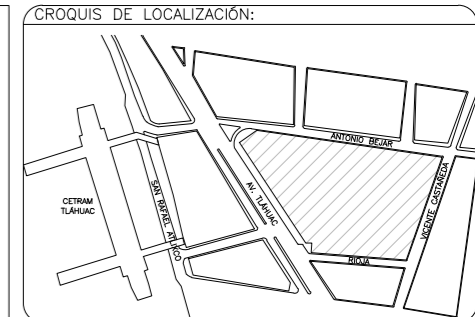 CROQUIS DE LOCALIZACIÓN:
ANTONIO BEJAR
CETRAM
TLÁHUAC
SAN RAFAEL ATLIXCO
AV. TLÁHUAC
VICENTE CASTAÑEDA
RIOJA